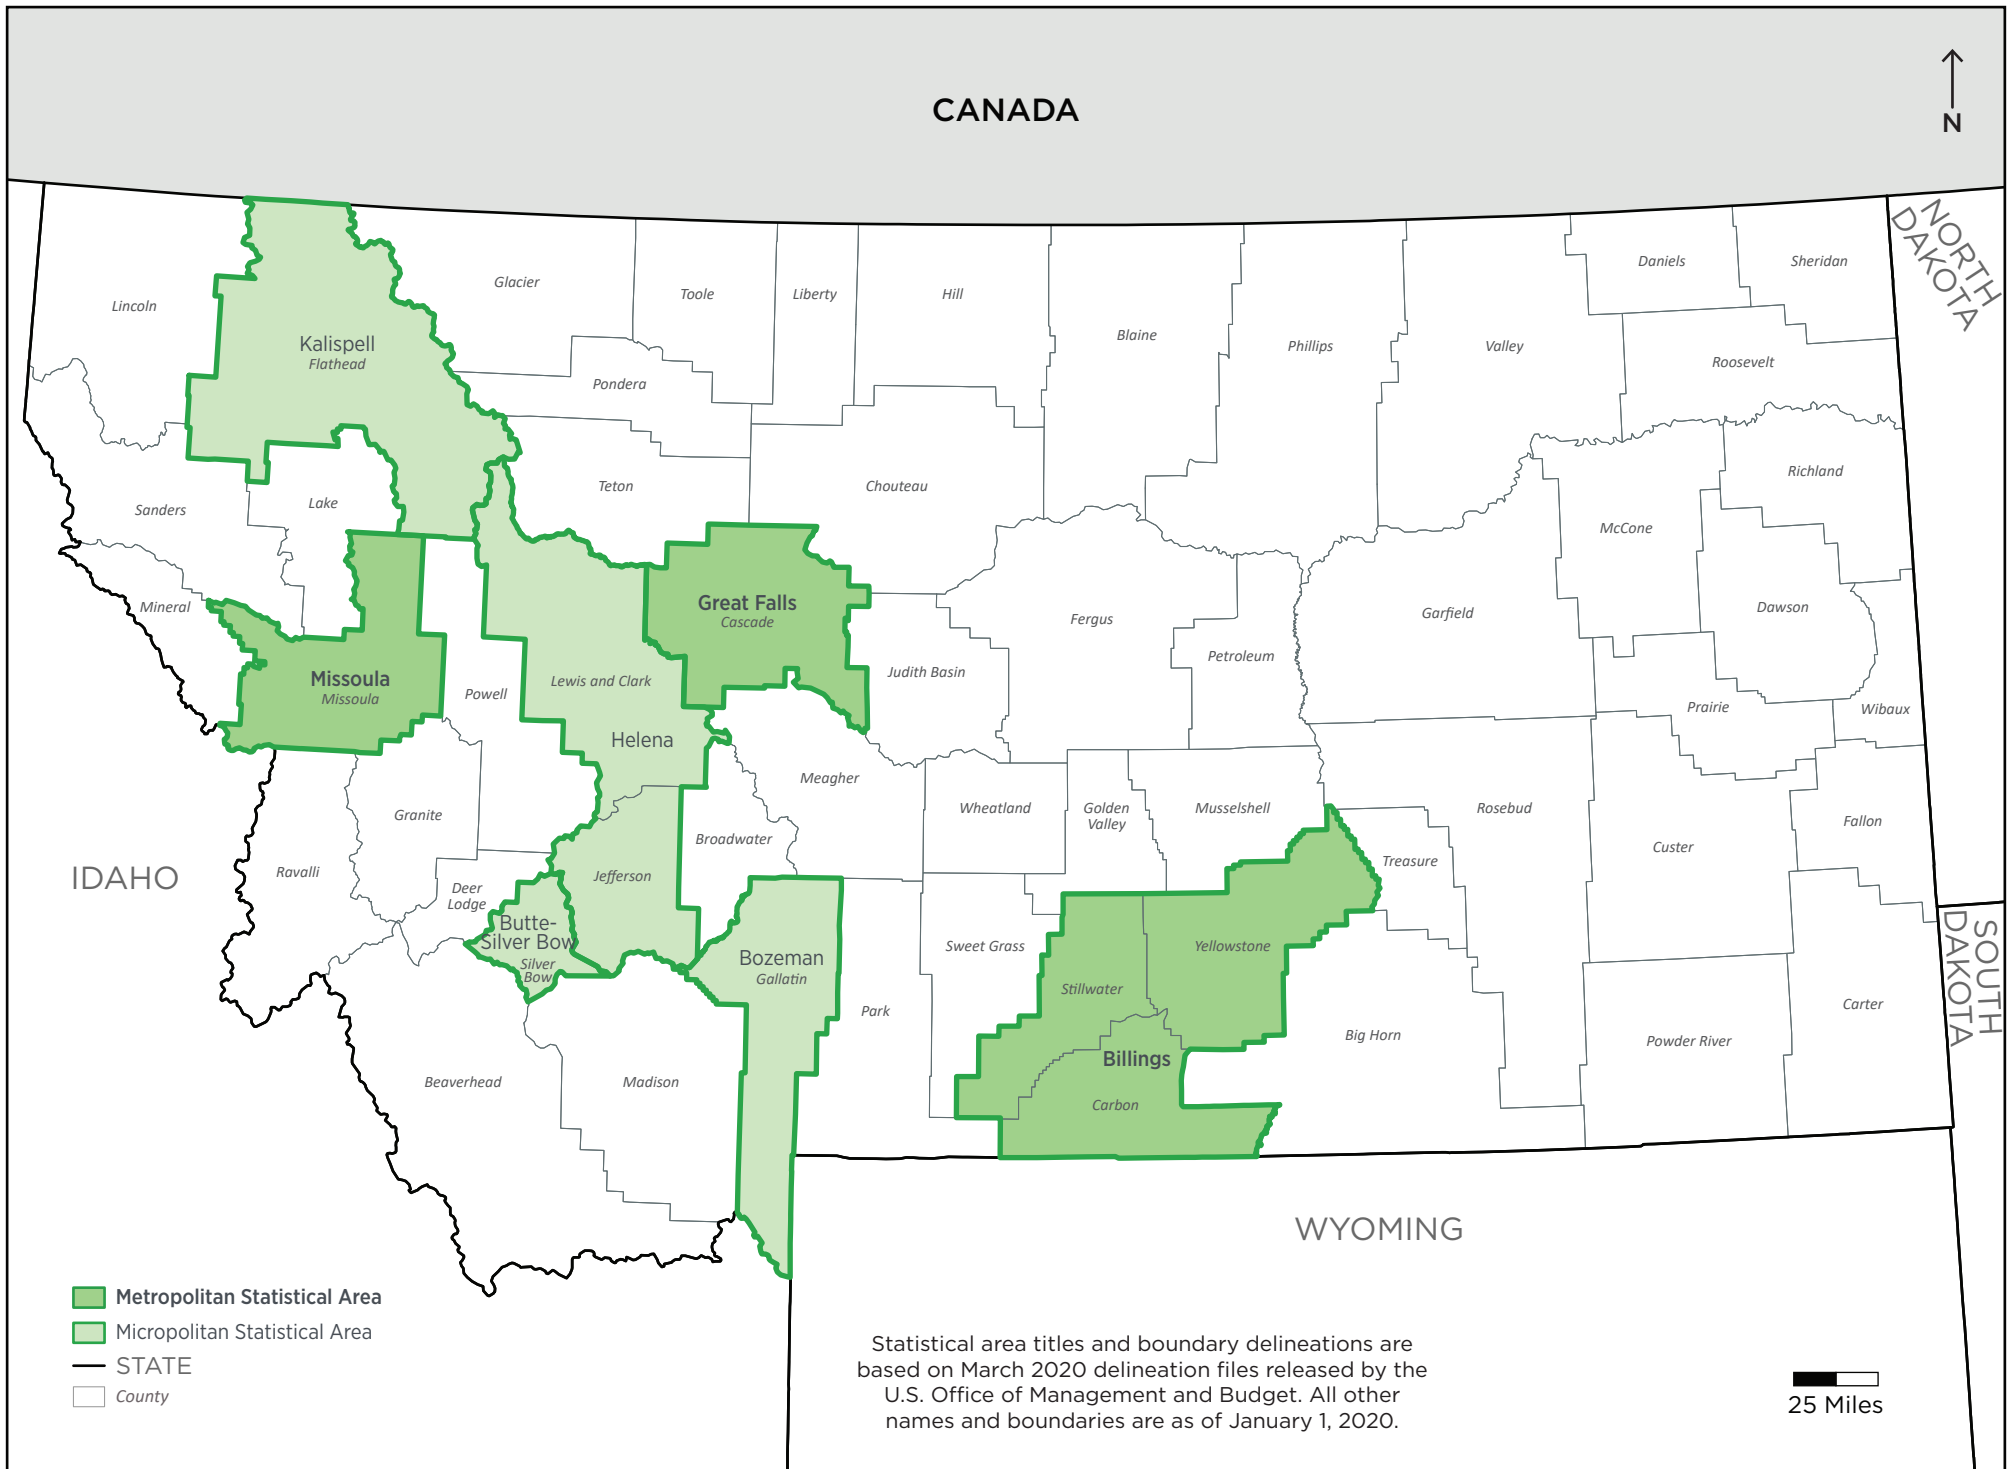 CANADA
N
NORTH
DAKOTA
Lincoln
Kalispell
Flathead
Glacier
Toole
Liberty
Hill
Blaine
Phillips
Valley
Daniels
Sheridan
Roosevelt
Pondera
Teton
Chouteau
Richland
McCone
Sanders
Lake
Mineral
Great Falls
Cascade
Fergus
Garfield
Dawson
Missoula
Missoula
Powell
Lewis and Clark
Helena
Judith Basin
Petroleum
Prairie
Wibaux
Meagher
Wheatland
Golden
Valley
Musselshell
Rosebud
Fallon
Granite
Broadwater
Custer
Treasure
IDAHO
Ravalli
Deer
Lodge
Jefferson
Butte-
Silver Bow
Silver
Bow
Bozeman
Gallatin
Sweet Grass
Yellowstone
Stillwater
Park
Billings
Carbon
Big Horn
Powder River
Carter
SOUTH
DAKOTA
Beaverhead
Madison
WYOMING
Metropolitan Statistical Area
Micropolitan Statistical Area
STATE
County
Statistical area titles and boundary delineations are
based on March 2020 delineation files released by the
U.S. Office of Management and Budget. All other
names and boundaries are as of January 1, 2020.
25 Miles